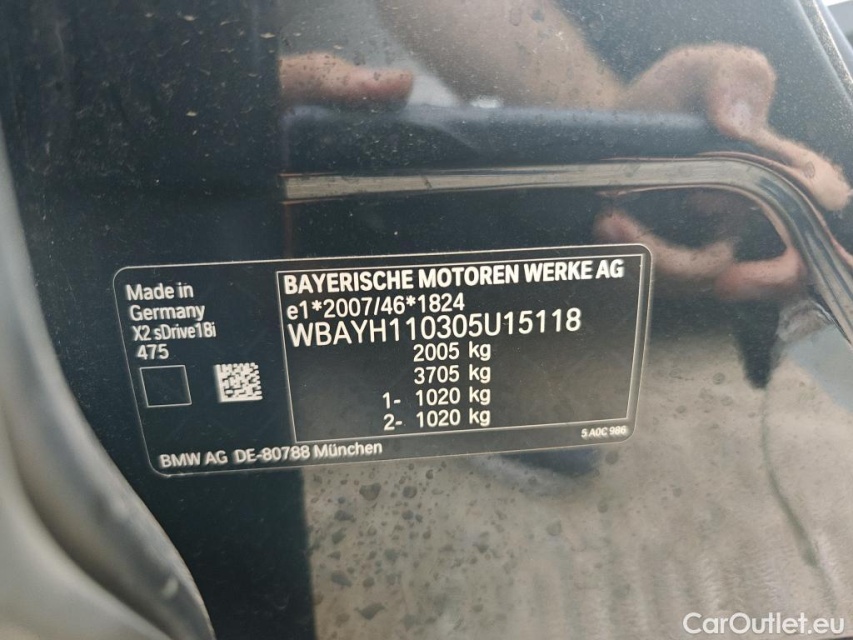 Made in
Germany
X2 sDrive18i
475
BAYERISCHE MOTOREN WERKE AG
e1*2007/46*1824
WBAYH110305U15118
2005 kg
3705 kg
1- 1020 kg
2- 1020 kg
5 A0C 986
BMW AG DE-80788 München
CarOutlet.eu